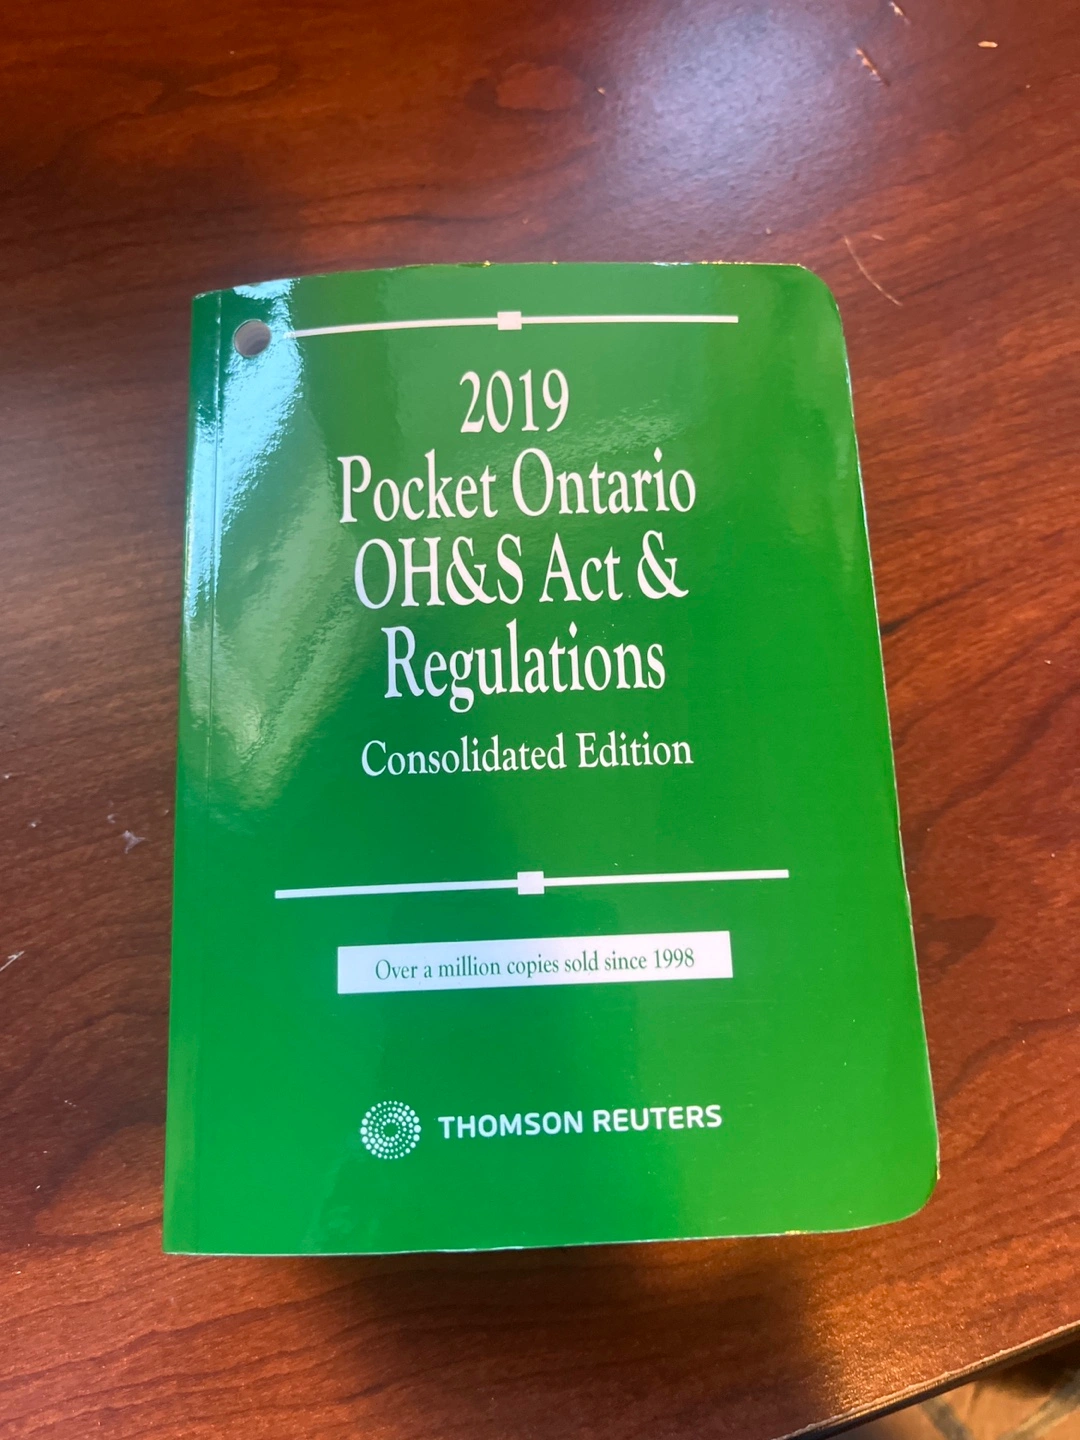 2019
Pocket Ontario
OH&S Act &
Regulations
Consolidated Edition
Over a million copies sold since 1998
THOMSON REUTERS